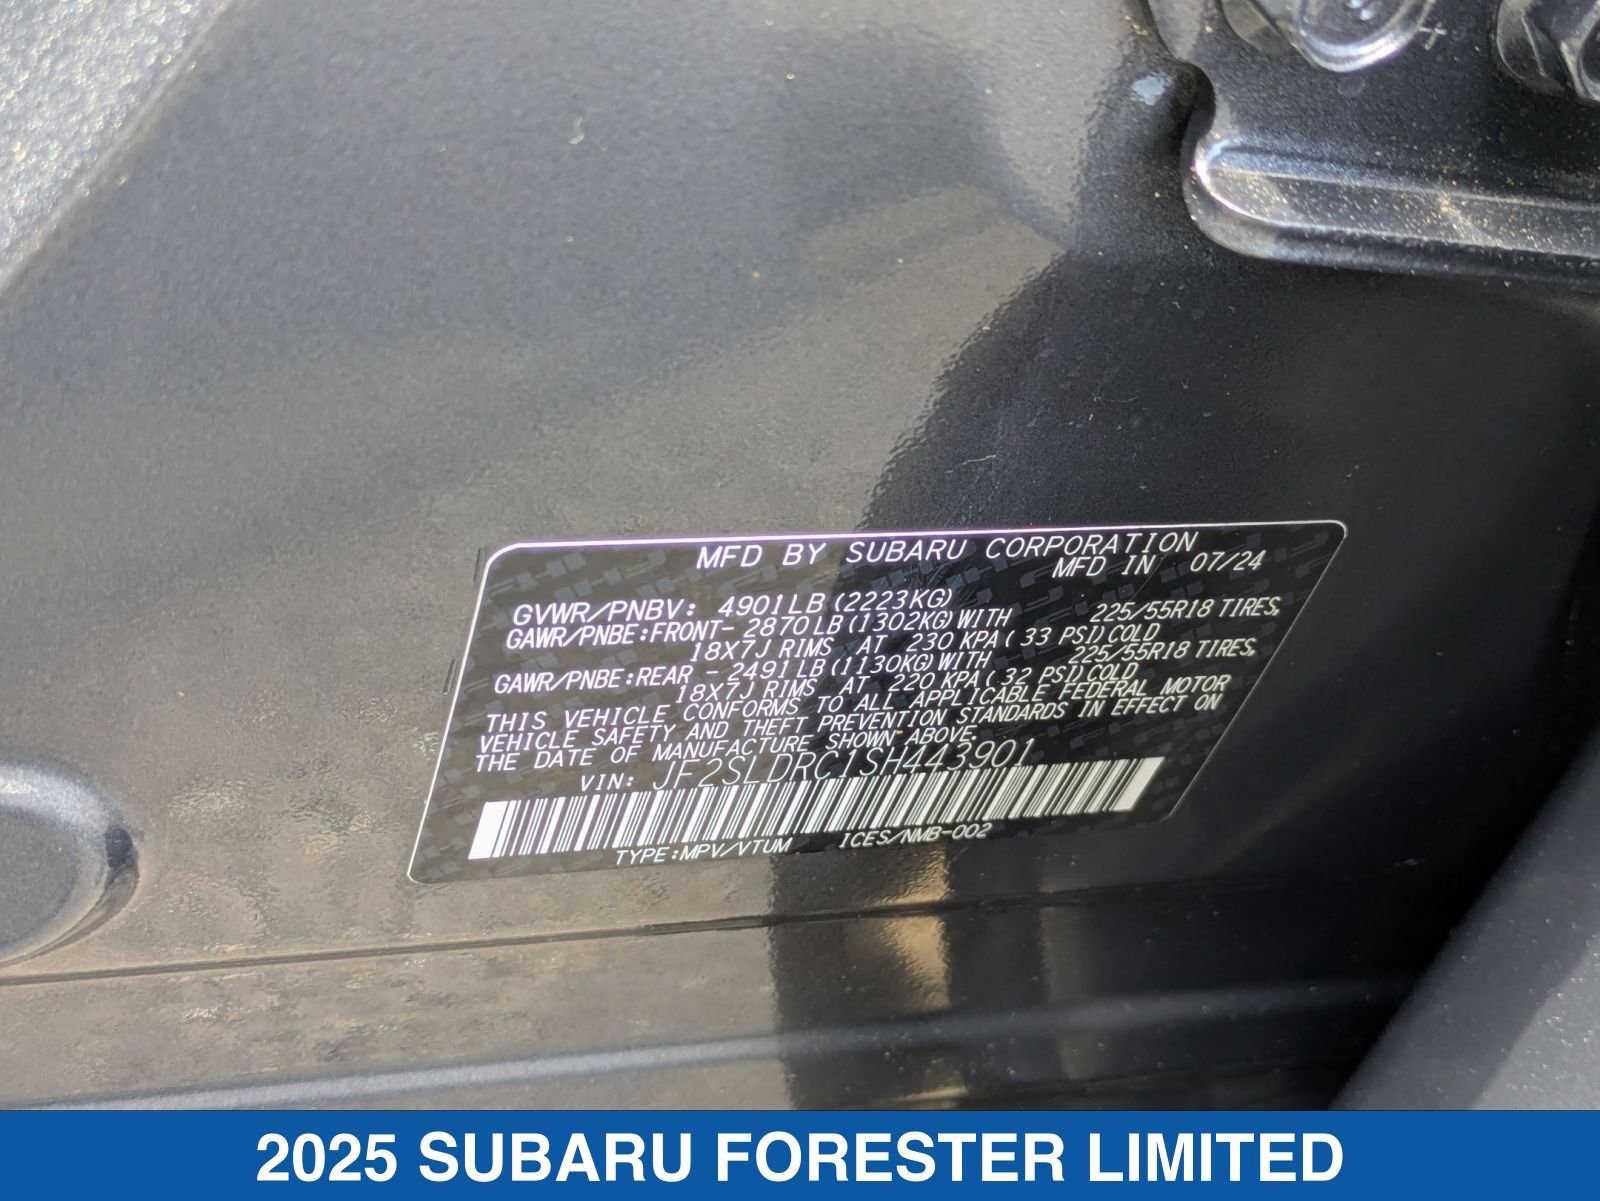 MFD BY SUBARU CORPORATION
MFD IN 07/24
GVWR/PNBV: 4901LB (2223KG)
GAWR/PNBE:FRONT- 2870LB (1302KG) WITH 225/55R18 TIRES,
18X7J RIMS AT 230 KPA ( 33 PSI) COLD
GAWR/PNBE:REAR - 2491LB (1130KG) WITH 225/55R18 TIRES,
18X7J RIMS AT 220 KPA ( 32 PSI) COLD
THIS VEHICLE CONFORMS TO ALL APPLICABLE FEDERAL MOTOR
VEHICLE SAFETY AND THEFT PREVENTION STANDARDS IN EFFECT ON
THE DATE OF MANUFACTURE SHOWN ABOVE.
VIN: JF2SLDRC1SH443901
TYPE:MPV/VTUM ICES/NMB-002
2025 SUBARU FORESTER LIMITED